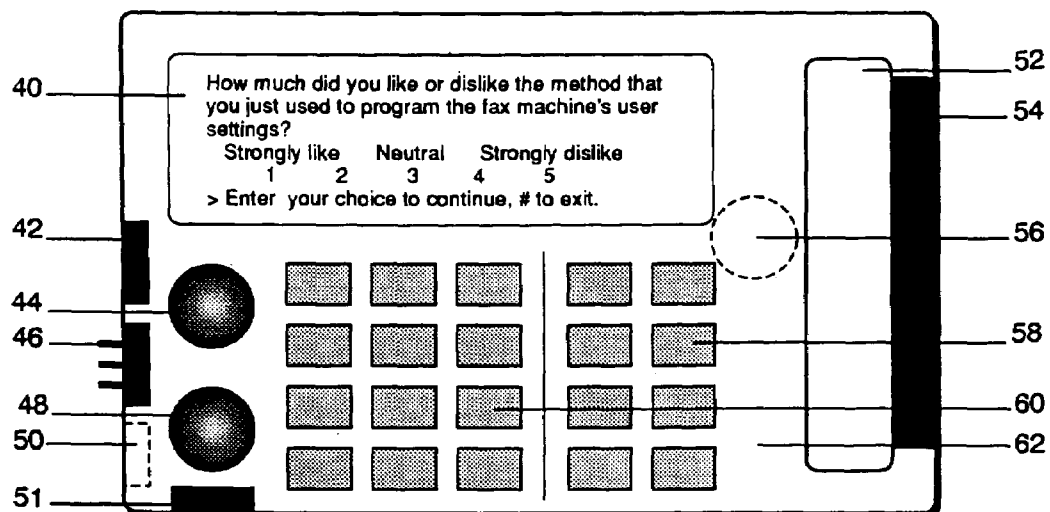 40
42
44
46
48
50
51
How much did you like or dislike the method that
you just used to program the fax machine's user
settings?
Strongly like Neutral Strongly dislike
1 2 3 4 5
> Enter your choice to continue, # to exit.
52
54
56
58
60
62